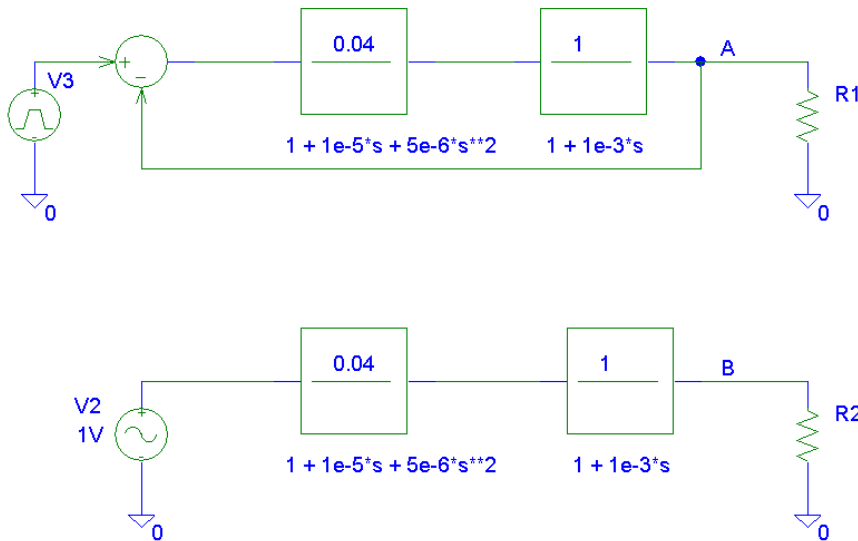 0.04
1
A
V3
R1
1 + 1e-5*s + 5e-6*s**2
1 + 1e-3*s
0
0
0.04
1
B
V2
1V
R2
1 + 1e-5*s + 5e-6*s**2
1 + 1e-3*s
0
0